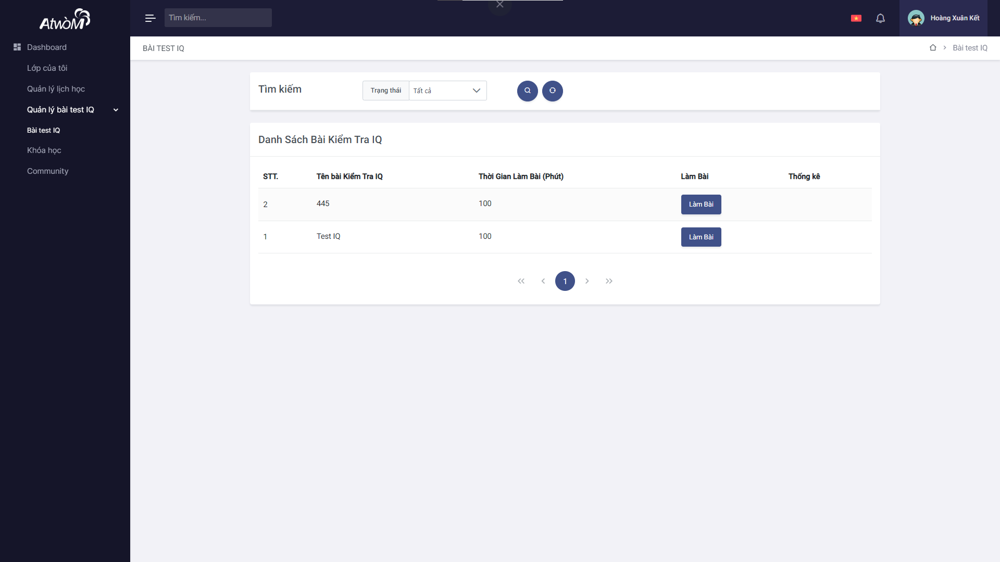 AtwòM
Tìm kiếm...
Hoàng Xuân Kết
Dashboard
Lớp của tôi
Quản lý lịch học
Quản lý bài test IQ
Bài test IQ
Khóa học
Community
BÀI TEST IQ
Bài test IQ
Tìm kiếm
Trạng thái
Tất cả
Danh Sách Bài Kiểm Tra IQ
STT. Tên bài Kiểm Tra IQ Thời Gian Làm Bài (Phút) Làm Bài Thống kê
2 445 100 Làm Bài
1 Test IQ 100 Làm Bài
1